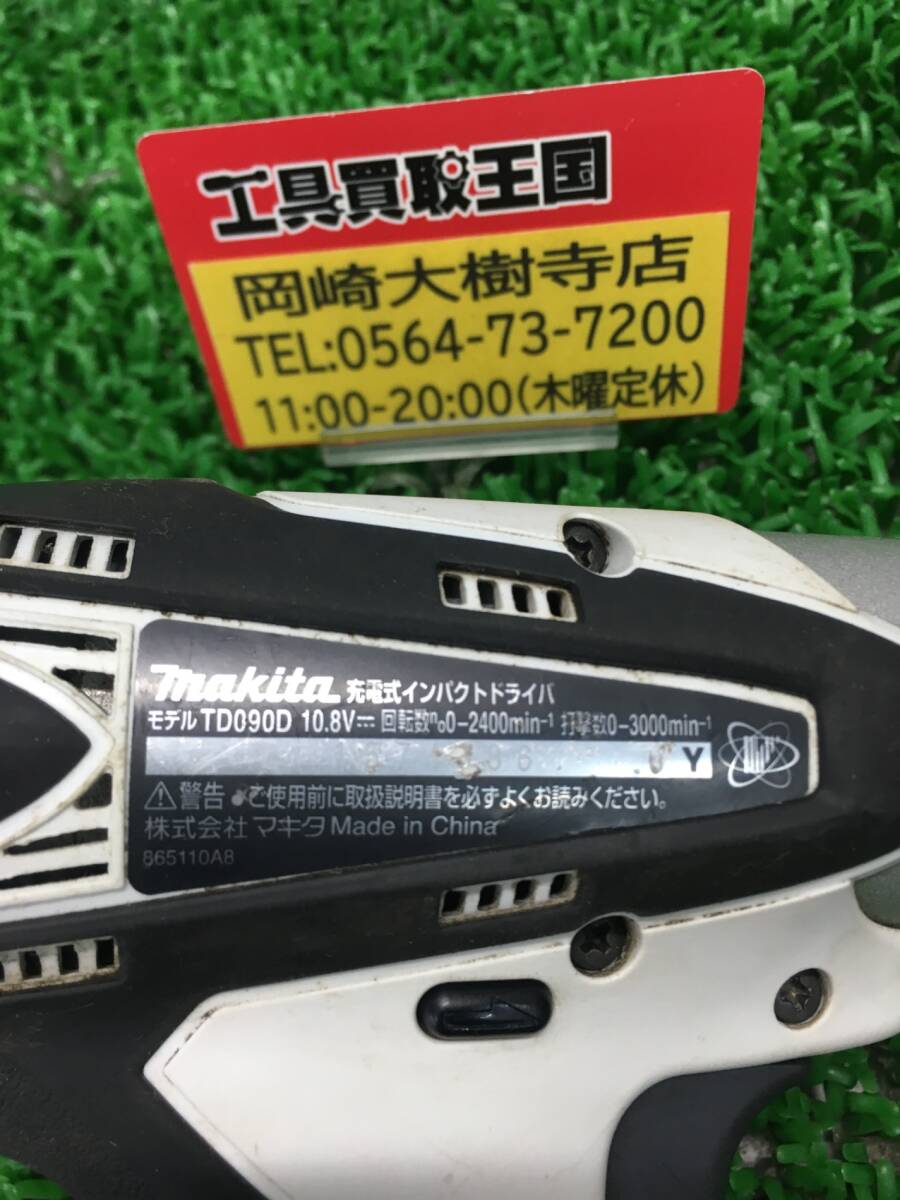 工具買取王国
岡崎大樹寺店
TEL:0564-73-7200
11:00-20:00(木曜定休)
makita 充電式インパクトドライバ
モデル TD090D 10.8V⎓ 回転数n₀0-2400min⁻¹ 打撃数0-3000min⁻¹
Y
⚠警告 ●ご使用前に取扱説明書を必ずよくお読みください。
株式会社マキタ Made in China
865110A8